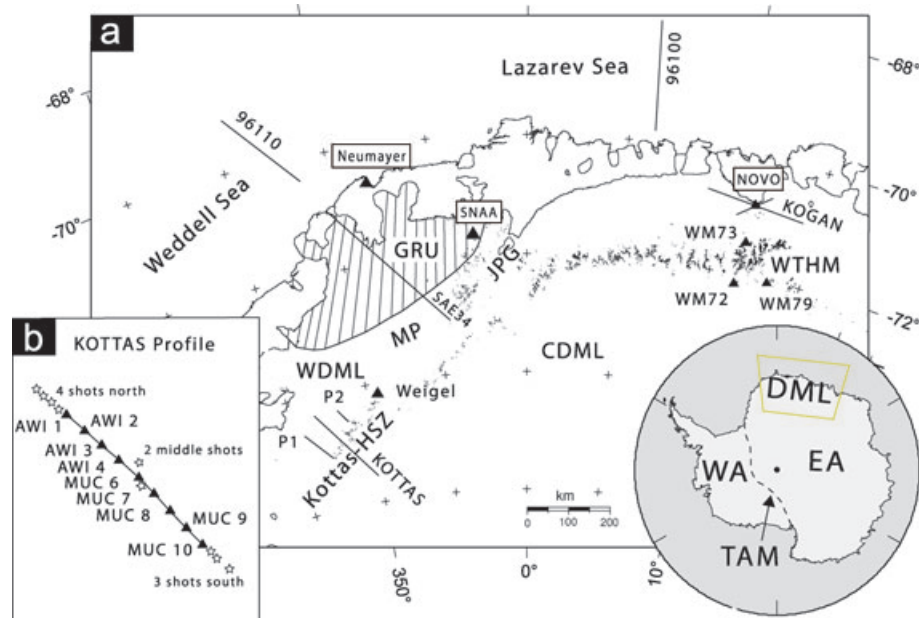 a
-68°
-70°
Lazarev Sea
96100
-68°
-70°
-72°
96110
Weddell Sea
Neumayer
SNAA
GRU
JPG
SAE34
MP
NOVO
KOGAN
WM73
WTHM
WM72
WM79
WDML
CDML
Weigel
P2
P1
KOTTAS
Kottas-HSZ
km
0 100 200
350°
0°
10°
b
KOTTAS Profile
4 shots north
AWI 1
AWI 2
2 middle shots
AWI 3
AWI 4
MUC 6
MUC 7
MUC 8
MUC 9
MUC 10
3 shots south
DML
WA
EA
TAM